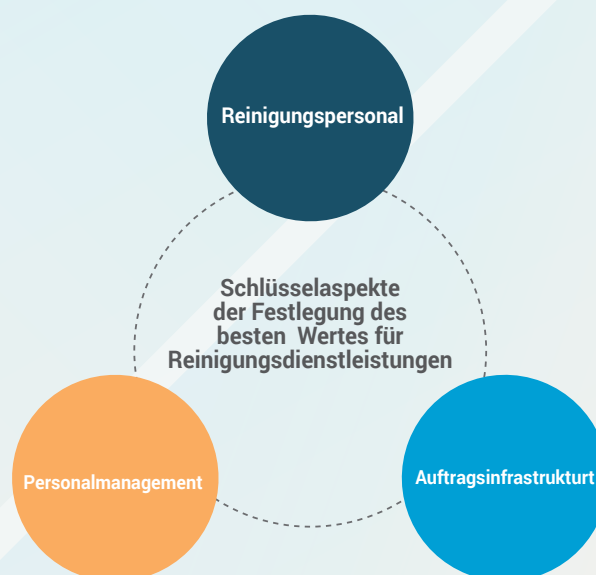 Reinigungspersonal
Schlüsselaspekte
der Festlegung des
besten Wertes für
Reinigungsdienstleistungen
Personalmanagement
Auftragsinfrastrukturt